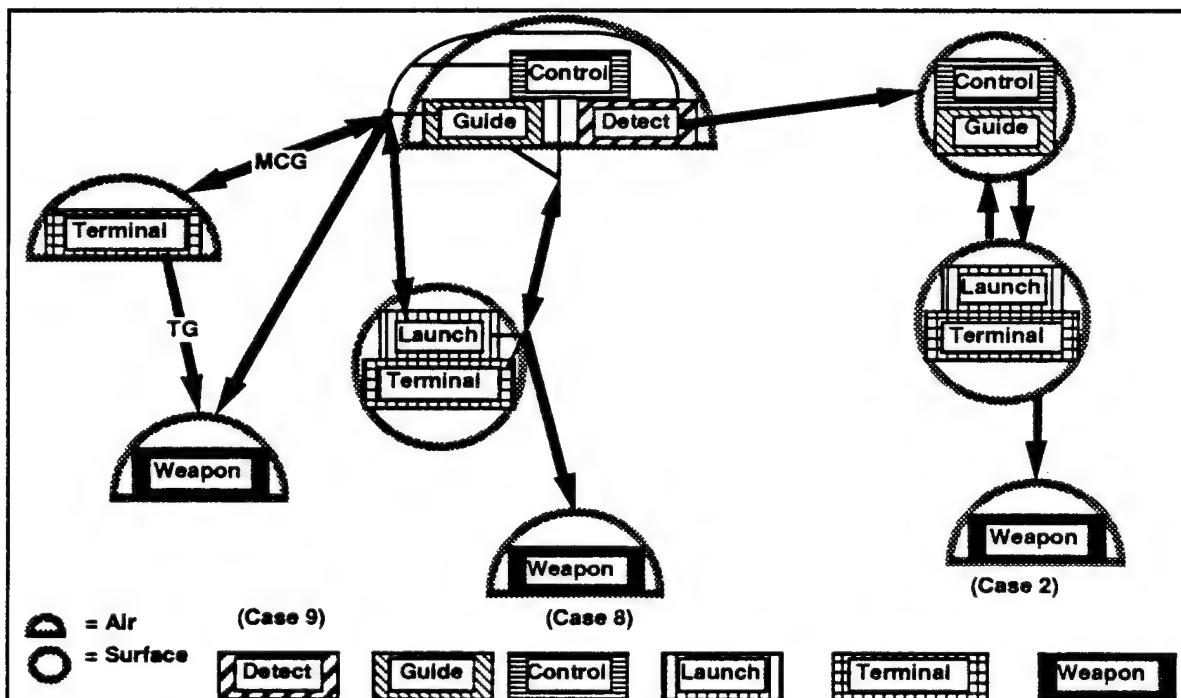 Control
Control
Guide
Detect
Guide
MCG
Terminal
Launch
TG
Launch
Terminal
Terminal
Weapon
Weapon
Weapon
(Case 2)
= Air
(Case 9)
(Case 8)
= Surface
Detect
Guide
Control
Launch
Terminal
Weapon